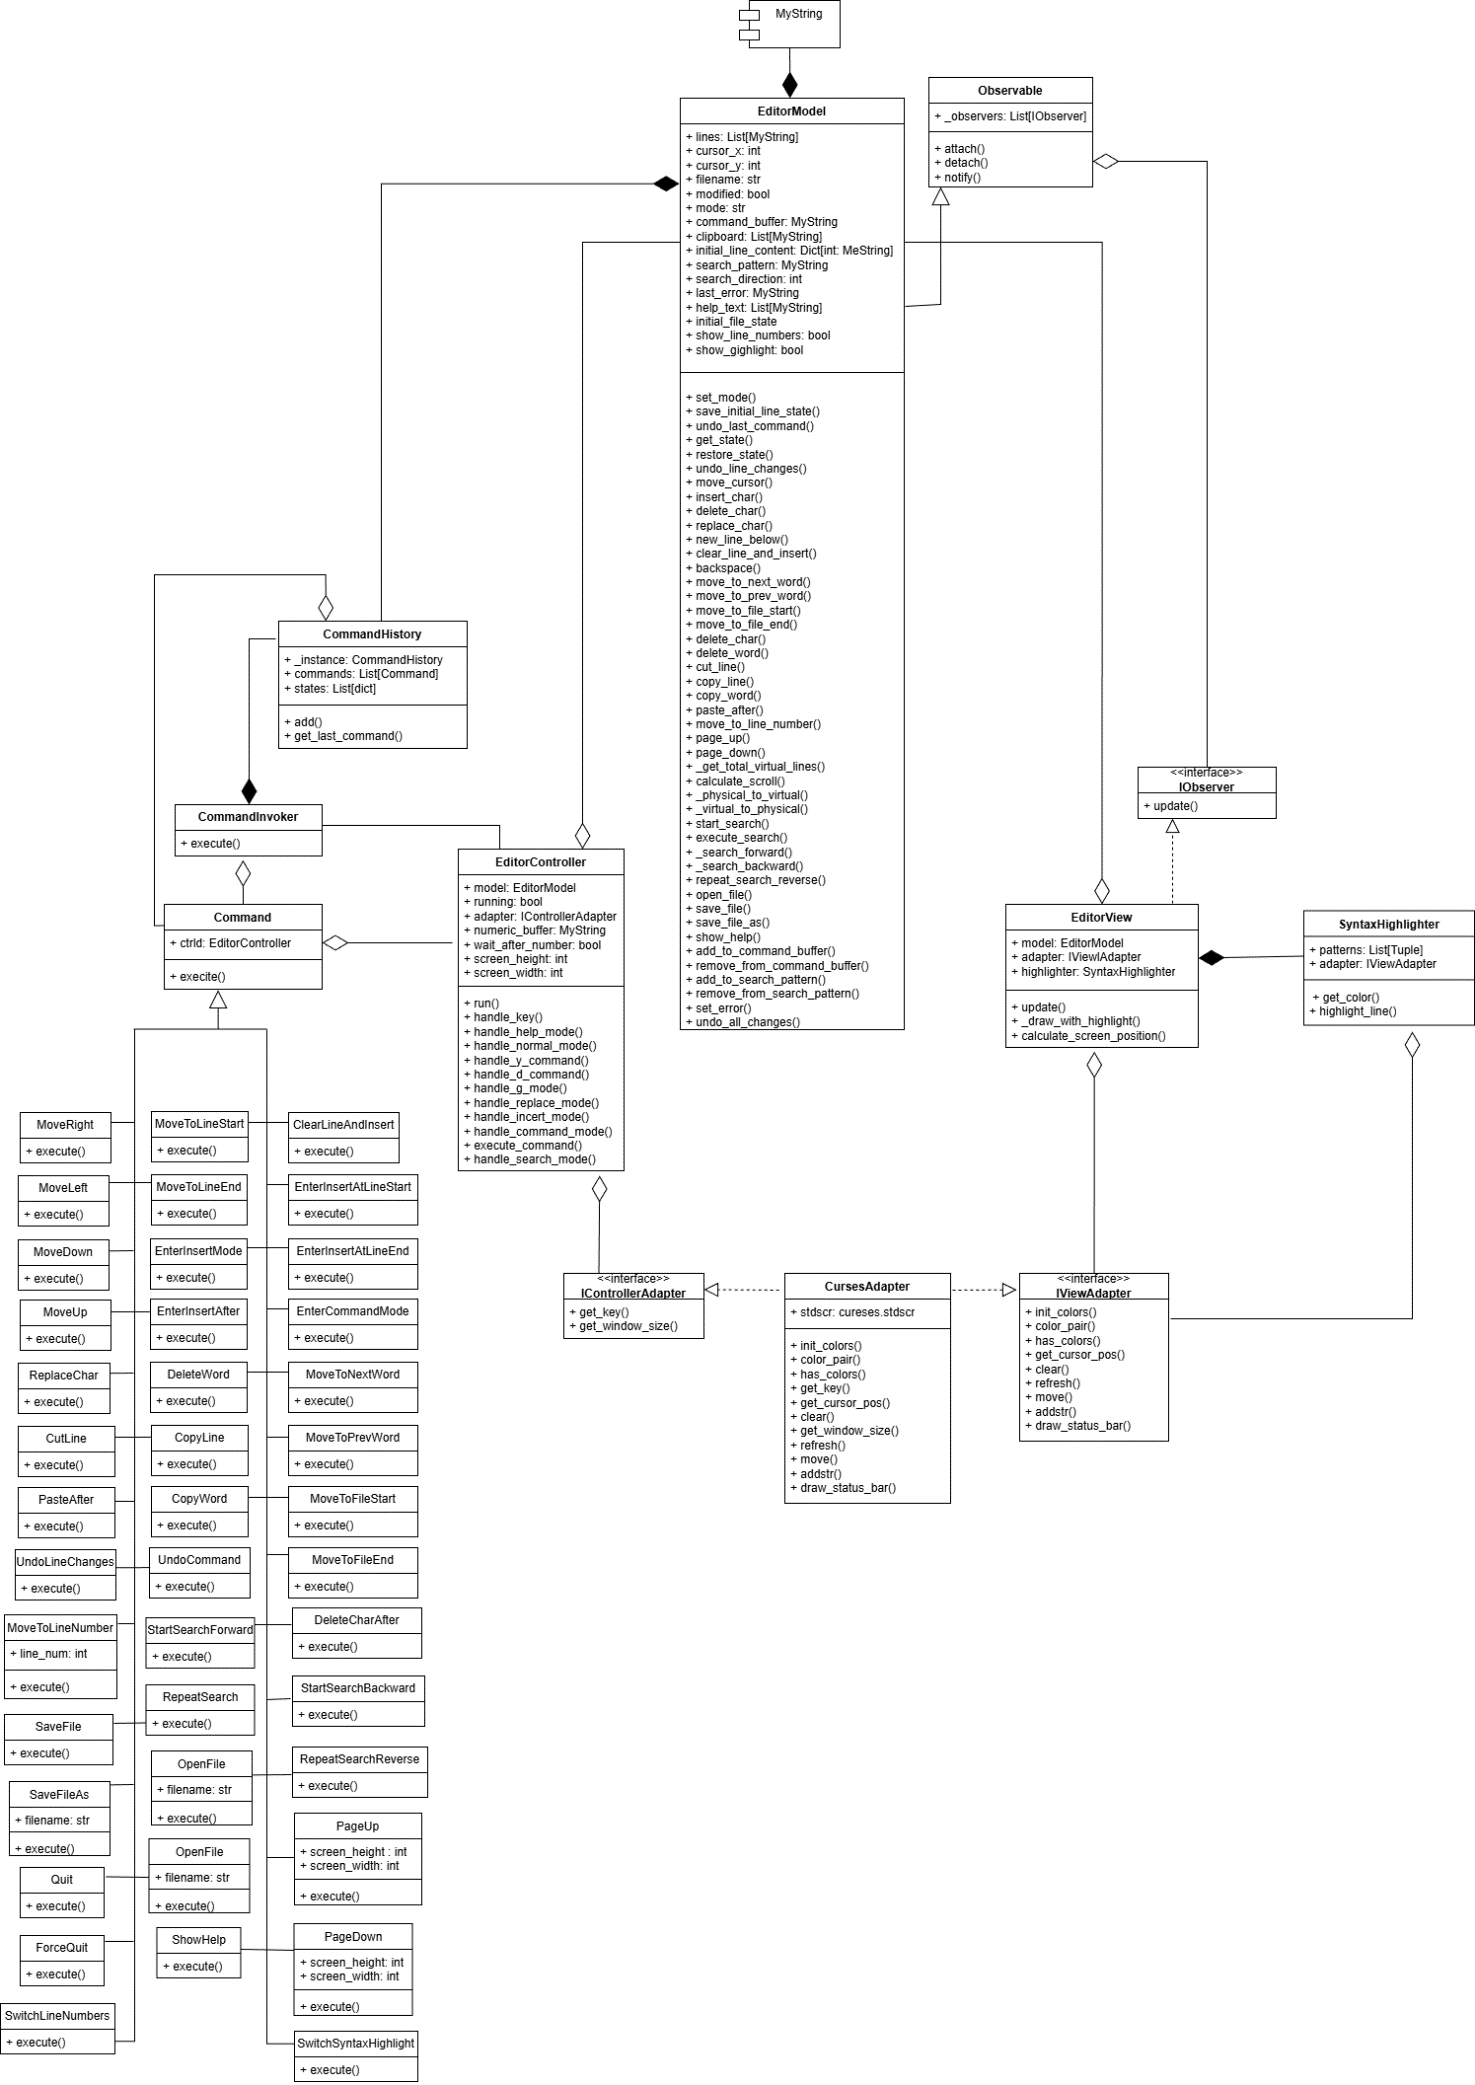 MyString
EditorModel
+ lines: List[MyString]
+ cursor_x: int
+ cursor_y: int
+ filename: str
+ modified: bool
+ mode: str
+ command_buffer: MyString
+ clipboard: List[MyString]
+ initial_line_content: Dict[int: MeString]
+ search_pattern: MyString
+ search_direction: int
+ last_error: MyString
+ help_text: List[MyString]
+ initial_file_state
+ show_line_numbers: bool
+ show_gighlight: bool
+ set_mode()
+ save_initial_line_state()
+ undo_last_command()
+ get_state()
+ restore_state()
+ undo_line_changes()
+ move_cursor()
+ insert_char()
+ delete_char()
+ replace_char()
+ new_line_below()
+ clear_line_and_insert()
+ backspace()
+ move_to_next_word()
+ move_to_prev_word()
+ move_to_file_start()
+ move_to_file_end()
+ delete_char()
+ delete_word()
+ cut_line()
+ copy_line()
+ copy_word()
+ paste_after()
+ move_to_line_number()
+ page_up()
+ page_down()
+ _get_total_virtual_lines()
+ calculate_scroll()
+ _physical_to_virtual()
+ _virtual_to_physical()
+ start_search()
+ execute_search()
+ _search_forward()
+ _search_backward()
+ repeat_search_reverse()
+ open_file()
+ save_file()
+ save_file_as()
+ show_help()
+ add_to_command_buffer()
+ remove_from_command_buffer()
+ add_to_search_pattern()
+ remove_from_search_pattern()
+ set_error()
+ undo_all_changes()
Observable
+ _observers: List[IObserver]
+ attach()
+ detach()
+ notify()
CommandHistory
+ _instance: CommandHistory
+ commands: List[Command]
+ states: List[dict]
+ add()
+ get_last_command()
CommandInvoker
+ execute()
Command
+ ctrld: EditorController
+ execite()
EditorController
+ model: EditorModel
+ running: bool
+ adapter: IControllerAdapter
+ numeric_buffer: MyString
+ wait_after_number: bool
+ screen_height: int
+ screen_width: int
+ run()
+ handle_key()
+ handle_help_mode()
+ handle_normal_mode()
+ handle_y_command()
+ handle_d_command()
+ handle_g_mode()
+ handle_replace_mode()
+ handle_incert_mode()
+ handle_command_mode()
+ execute_command()
+ handle_search_mode()
<<interface>>
IObserver
+ update()
EditorView
+ model: EditorModel
+ adapter: IViewlAdapter
+ highlighter: SyntaxHighlighter
+ update()
+ _draw_with_highlight()
+ calculate_screen_position()
SyntaxHighlighter
+ patterns: List[Tuple]
+ adapter: IViewAdapter
+ get_color()
+ highlight_line()
<<interface>>
IControllerAdapter
+ get_key()
+ get_window_size()
CursesAdapter
+ stdscr: cureses.stdscr
+ init_colors()
+ color_pair()
+ has_colors()
+ get_key()
+ get_cursor_pos()
+ clear()
+ get_window_size()
+ refresh()
+ move()
+ addstr()
+ draw_status_bar()
<<interface>>
IViewAdapter
+ init_colors()
+ color_pair()
+ has_colors()
+ get_cursor_pos()
+ clear()
+ refresh()
+ move()
+ addstr()
+ draw_status_bar()
MoveRight
+ execute()
MoveToLineStart
+ execute()
ClearLineAndInsert
+ execute()
MoveLeft
+ execute()
MoveToLineEnd
+ execute()
EnterInsertAtLineStart
+ execute()
MoveDown
+ execute()
EnterInsertMode
+ execute()
EnterInsertAtLineEnd
+ execute()
MoveUp
+ execute()
EnterInsertAfter
+ execute()
EnterCommandMode
+ execute()
ReplaceChar
+ execute()
DeleteWord
+ execute()
MoveToNextWord
+ execute()
CutLine
+ execute()
CopyLine
+ execute()
MoveToPrevWord
+ execute()
PasteAfter
+ execute()
CopyWord
+ execute()
MoveToFileStart
+ execute()
UndoLineChanges
+ execute()
UndoCommand
+ execute()
MoveToFileEnd
+ execute()
MoveToLineNumber
+ line_num: int
+ execute()
StartSearchForward
+ execute()
DeleteCharAfter
+ execute()
SaveFile
+ execute()
RepeatSearch
+ execute()
StartSearchBackward
+ execute()
SaveFileAs
+ filename: str
+ execute()
OpenFile
+ filename: str
+ execute()
RepeatSearchReverse
+ execute()
Quit
+ execute()
OpenFile
+ filename: str
+ execute()
PageUp
+ screen_height : int
+ screen_width: int
+ execute()
ForceQuit
+ execute()
ShowHelp
+ execute()
PageDown
+ screen_height: int
+ screen_width: int
+ execute()
SwitchLineNumbers
+ execute()
SwitchSyntaxHighlight
+ execute()